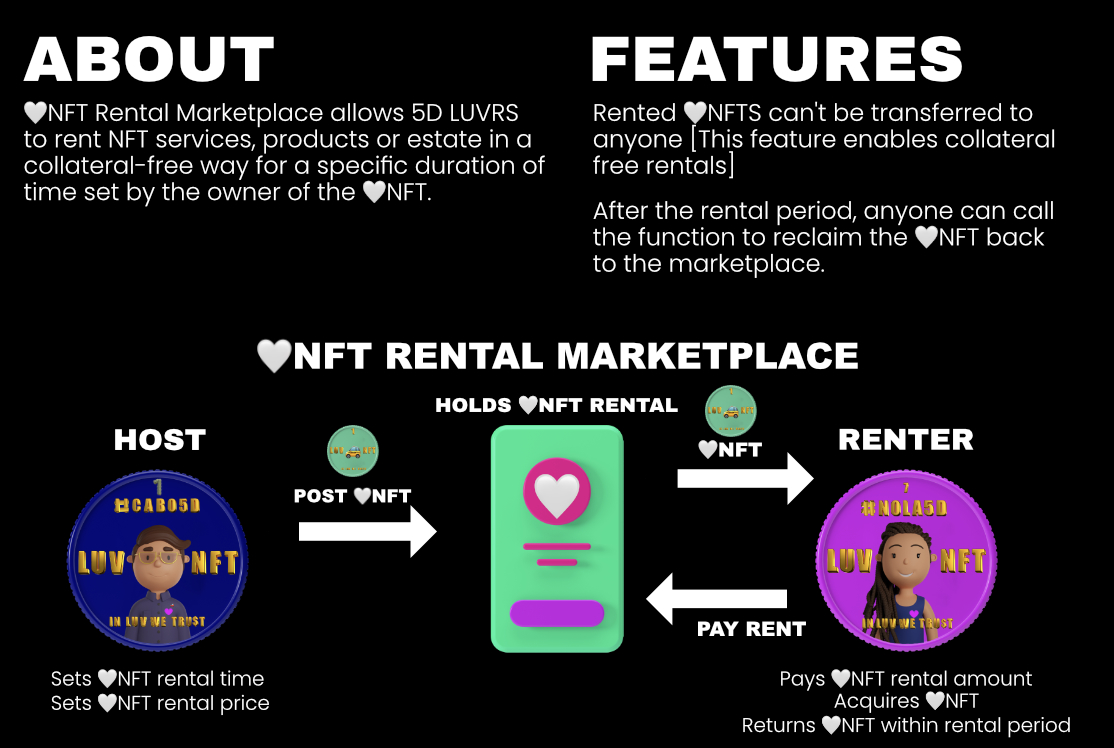 ABOUT
🤍NFT Rental Marketplace allows 5D LUVRS
to rent NFT services, products or estate in a
collateral-free way for a specific duration of
time set by the owner of the 🤍NFT.
FEATURES
Rented 🤍NFTS can't be transferred to
anyone [This feature enables collateral
free rentals]
After the rental period, anyone can call
the function to reclaim the 🤍NFT back
to the marketplace.
🤍NFT RENTAL MARKETPLACE
HOST
1
#CABO5D
LUV NFT
IN LUV WE TRUST
Sets 🤍NFT rental time
Sets 🤍NFT rental price
LUV NFT
POST 🤍NFT
HOLDS 🤍NFT RENTAL
LUV NFT
🤍NFT
PAY RENT
RENTER
7
#NOLA5D
LUV NFT
IN LUV WE TRUST
Pays 🤍NFT rental amount
Acquires 🤍NFT
Returns 🤍NFT within rental period